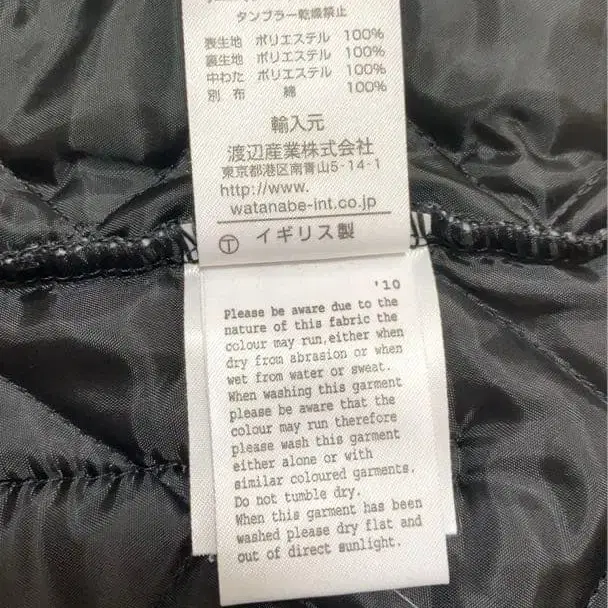 タンブラー乾燥禁止
表生地 ポリエステル 100%
裏生地 ポリエステル 100%
中わた ポリエステル 100%
別 布 綿 100%
輸入元
渡辺産業株式会社
東京都港区南青山5-14-1
http://www.
watanabe-int.co.jp
Ⓣ イギリス製
'10
Please be aware due to the
nature of this fabric the
colour may run,either when
dry from abrasion or when
wet from water or sweat.
When washing this garment
please be aware that the
colour may run therefore
please wash this garment
either alone or with
similar coloured garments.
Do not tumble dry.
When this garment has been
washed please dry flat and
out of direct sunlight.